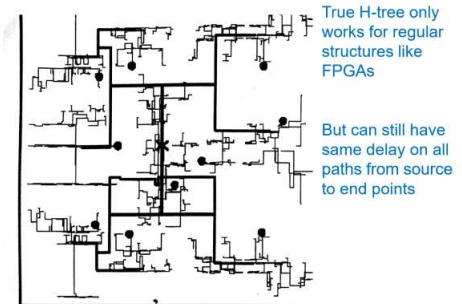 True H-tree only
works for regular
structures like
FPGAs
But can still have
same delay on all
paths from source
to end points